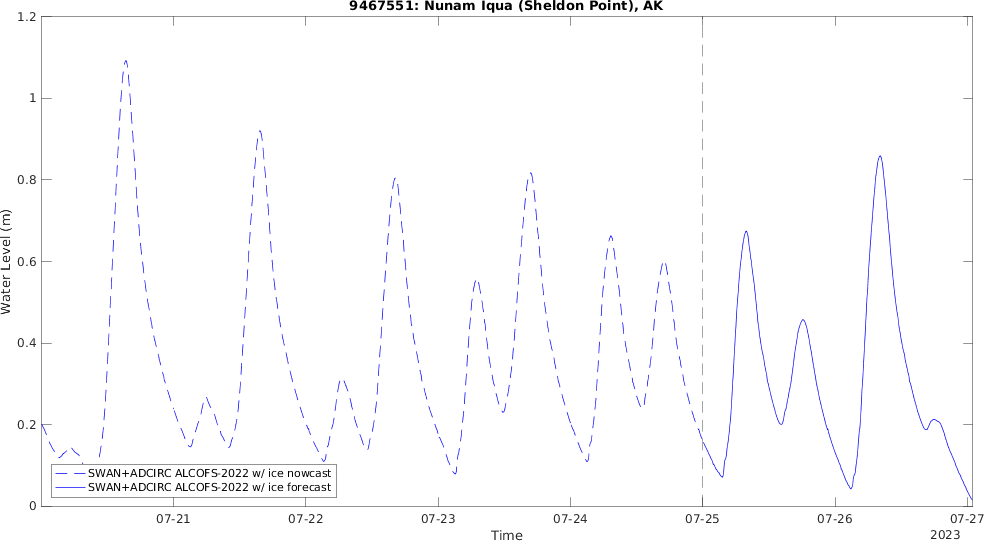 9467551: Nunam Iqua (Sheldon Point), AK
1.2
1
0.8
0.6
0.4
0.2
0
Water Level (m)
SWAN+ADCIRC ALCOFS-2022 w/ ice nowcast
SWAN+ADCIRC ALCOFS-2022 w/ ice forecast
07-21 07-22 07-23 07-24 07-25 07-26 07-27
Time
2023